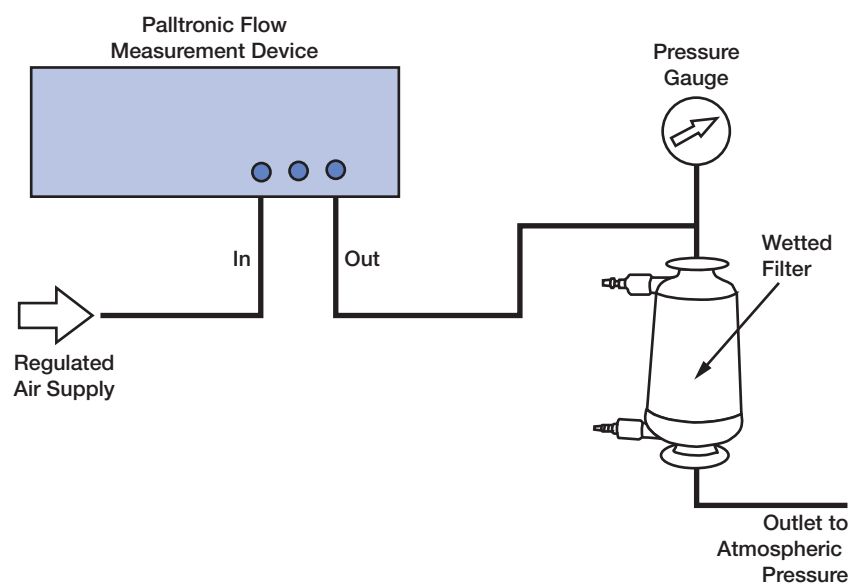 Palltronic Flow
Measurement Device
Pressure
Gauge
In
Out
Wetted
Filter
Regulated
Air Supply
Outlet to
Atmospheric
Pressure